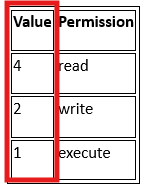 Value Permission
4 read
2 write
1 execute